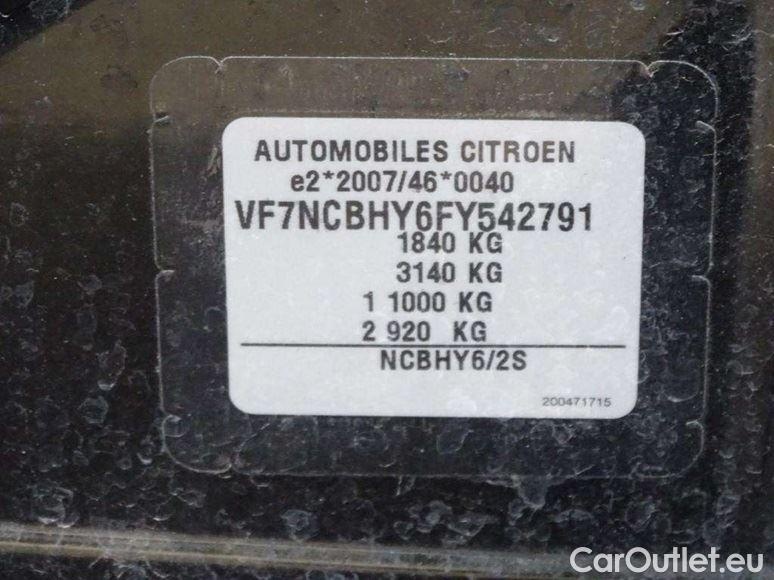 AUTOMOBILES CITROEN
e2*2007/46*0040
VF7NCBHY6FY542791
1840 KG
3140 KG
1 1000 KG
2 920 KG
NCBHY6/2S
200471715
CarOutlet.eu